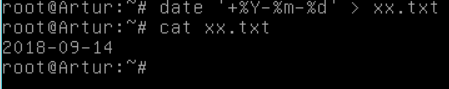 root@Artur:~# date '+%Y-%m-%d' > xx.txt
root@Artur:~# cat xx.txt
2018-09-14
root@Artur:~#